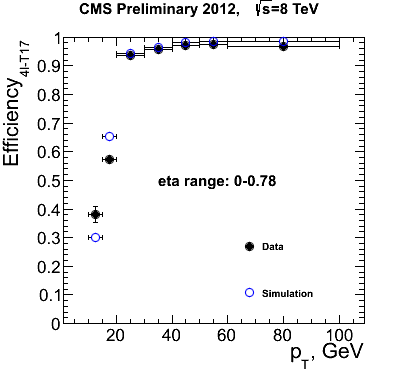 CMS Preliminary 2012, √s=8 TeV
Efficiency4l-T17
1
0.9
0.8
0.7
0.6
0.5
0.4
0.3
0.2
0.1
0
eta range: 0-0.78
Data
Simulation
20 40 60 80 100
pT, GeV